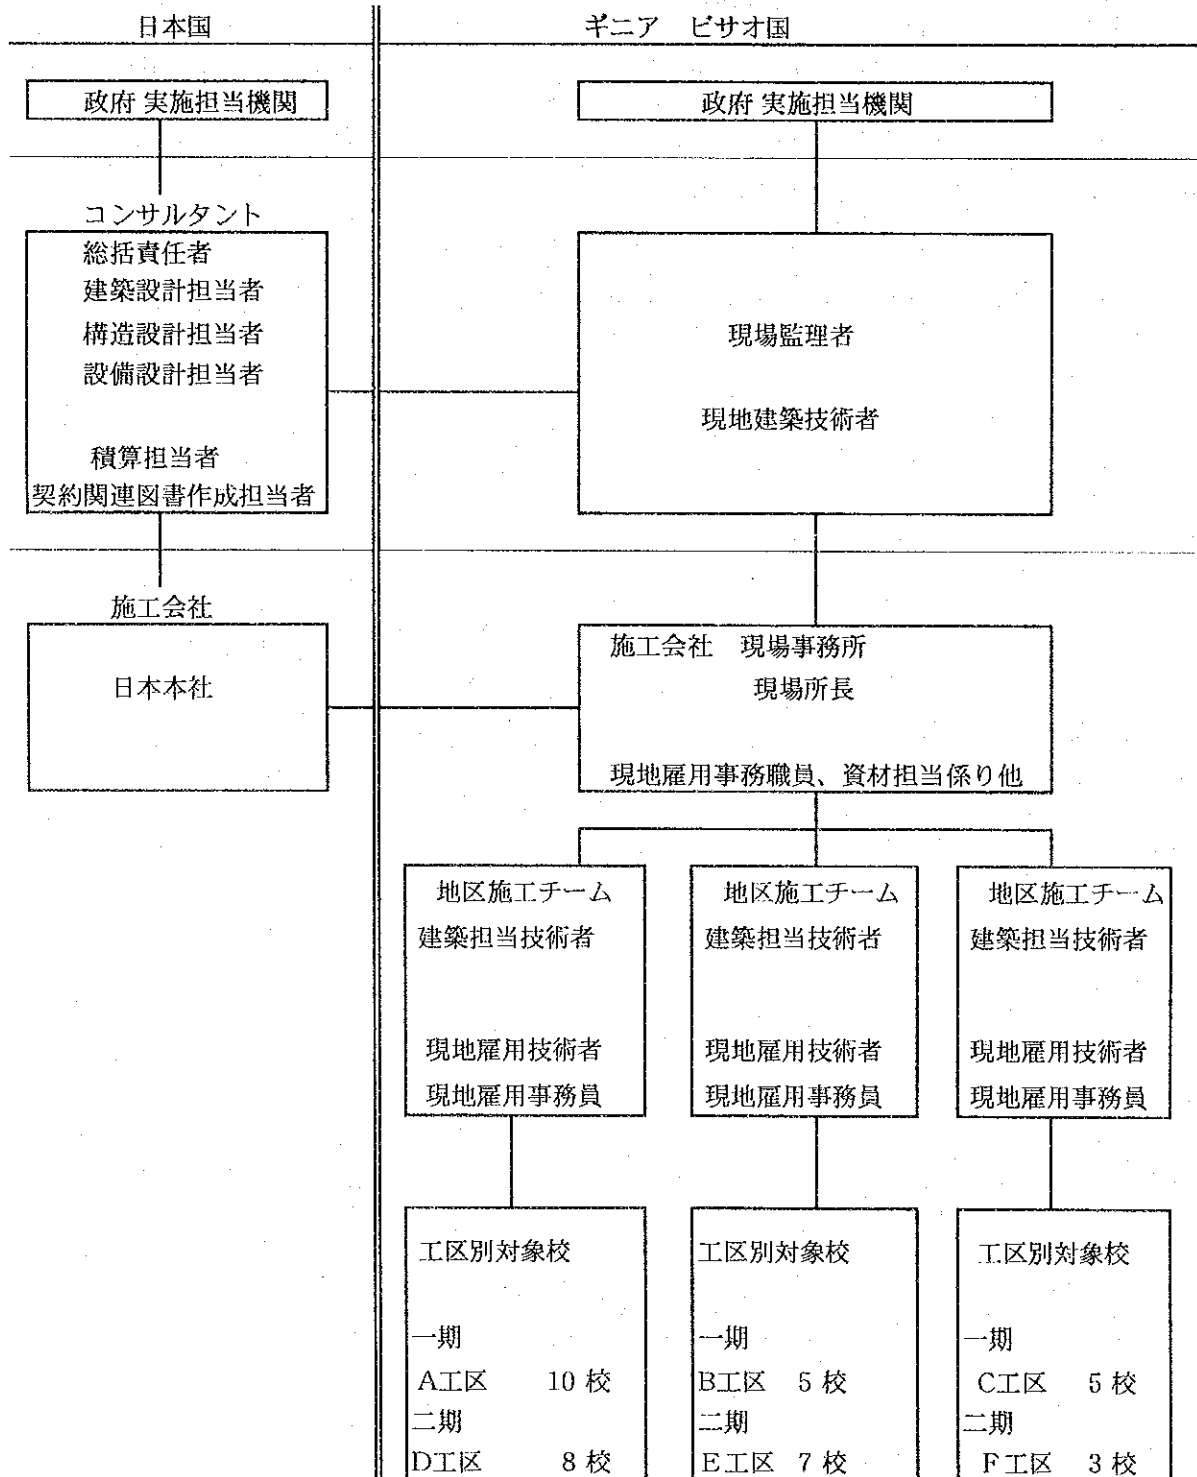 日本国
ギニア ビサオ国
政府 実施担当機関
政府 実施担当機関
コンサルタント
総括責任者
建築設計担当者
構造設計担当者
設備設計担当者
積算担当者
契約関連図書作成担当者
現場監理者
現地建築技術者
施工会社
日本本社
施工会社 現場事務所
現場所長
現地雇用事務職員、資材担当係り他
地区施工チーム
建築担当技術者
現地雇用技術者
現地雇用事務員
地区施工チーム
建築担当技術者
現地雇用技術者
現地雇用事務員
地区施工チーム
建築担当技術者
現地雇用技術者
現地雇用事務員
工区別対象校
一期
A工区 10 校
二期
D工区 8 校
工区別対象校
一期
B工区 5 校
二期
E工区 7 校
工区別対象校
一期
C工区 5 校
二期
F工区 3 校